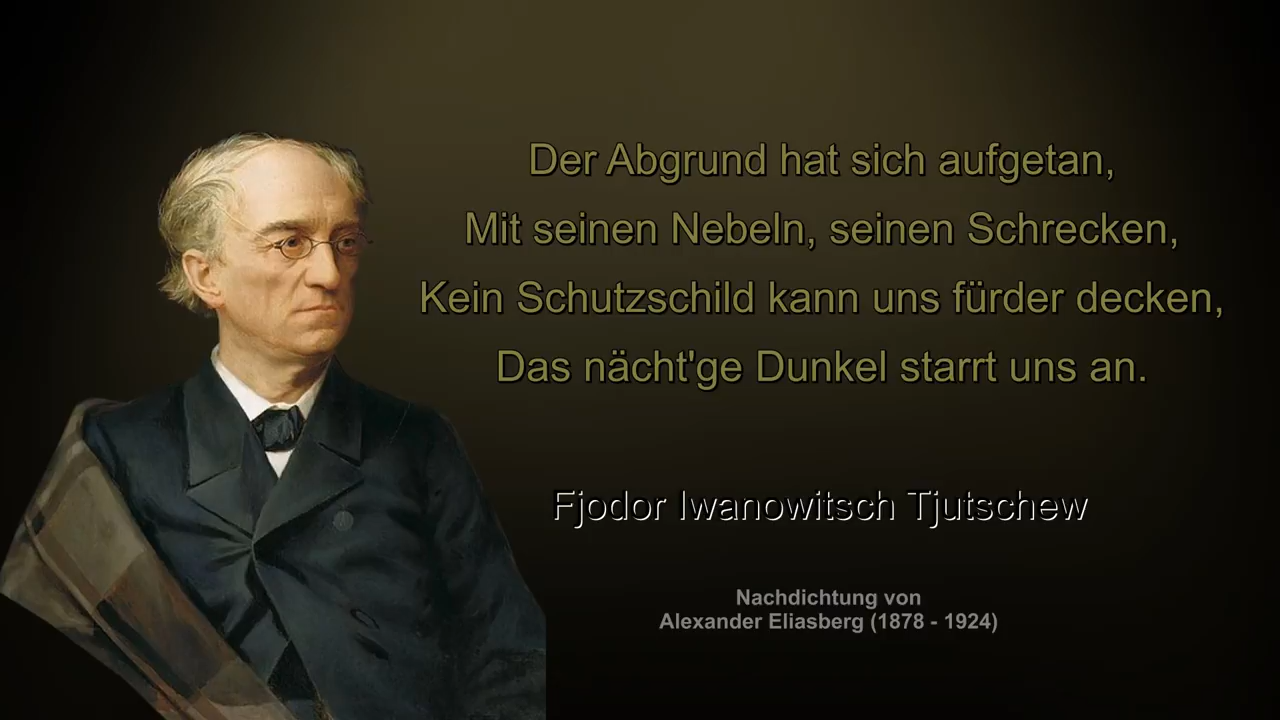 Der Abgrund hat sich aufgetan,
Mit seinen Nebeln, seinen Schrecken,
Kein Schutzschild kann uns fürder decken,
Das nächt'ge Dunkel starrt uns an.
Fjodor Iwanowitsch Tjutschew
Nachdichtung von
Alexander Eliasberg (1878 - 1924)